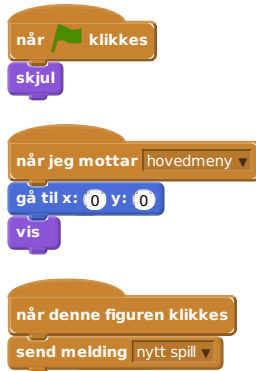 når klikkes
skjul
når jeg mottar hovedmeny
gå til x: 0 y: 0
vis
når denne figuren klikkes
send melding nytt spill